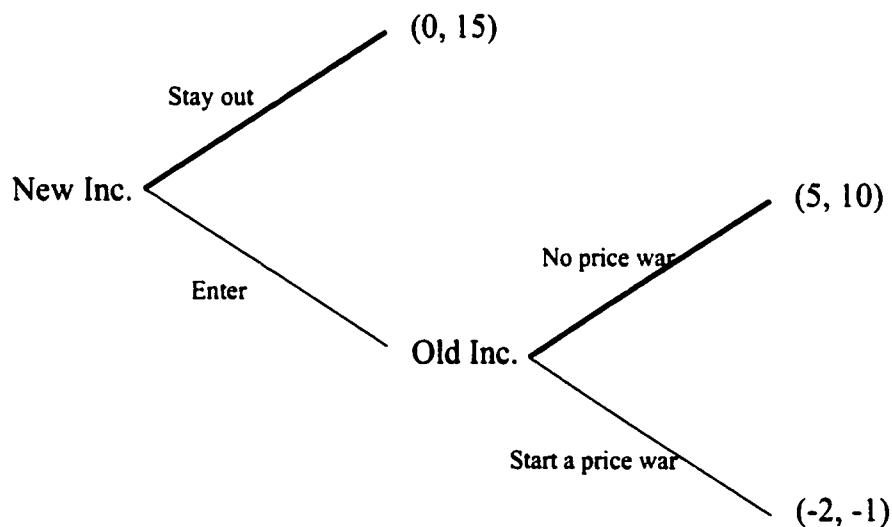 (0, 15)
Stay out
New Inc.
(5, 10)
No price war
Enter
Old Inc.
Start a price war
(-2, -1)